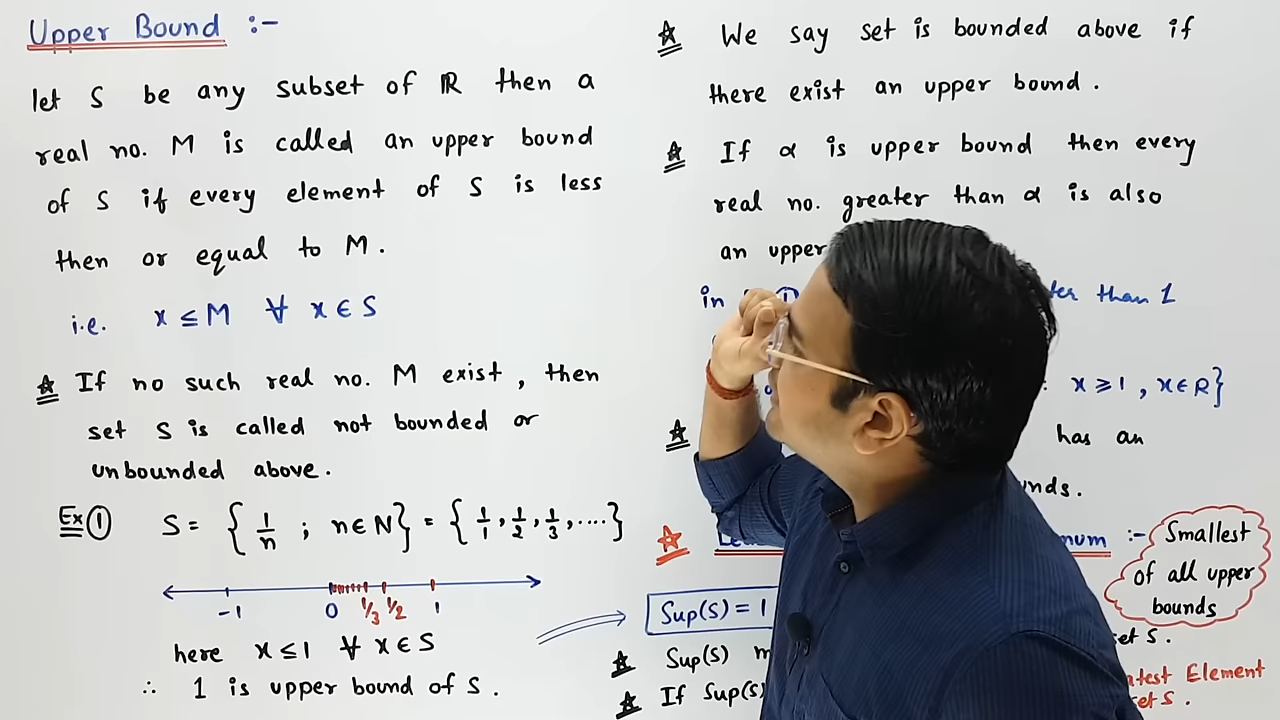 Upper Bound :-
let S be any subset of ℝ then a
real no. M is called an upper bound
of S if every element of S is less
then or equal to M.
i.e. x ≤ M ∀ x ∈ S
☆ If no such real no. M exist, then
set S is called not bounded or
unbounded above.
Ex ① S = { 1/n ; n ∈ N } = { 1/1, 1/2, 1/3, .... }
-1 0 1/3 1/2 1
here x ≤ 1 ∀ x ∈ S
∴ 1 is upper bound of S.
☆ We say set is bounded above if
there exist an upper bound.
☆ If α is upper bound then every
real no. greater than α is also
an upper
in ① than 1
x ≥ 1 , x ∈ R}
☆ has an
☆ :- Smallest
of all upper
bounds
Sup(S) = 1
set S.
☆ Sup(S)
Element
☆ If Sup(S)
set S.